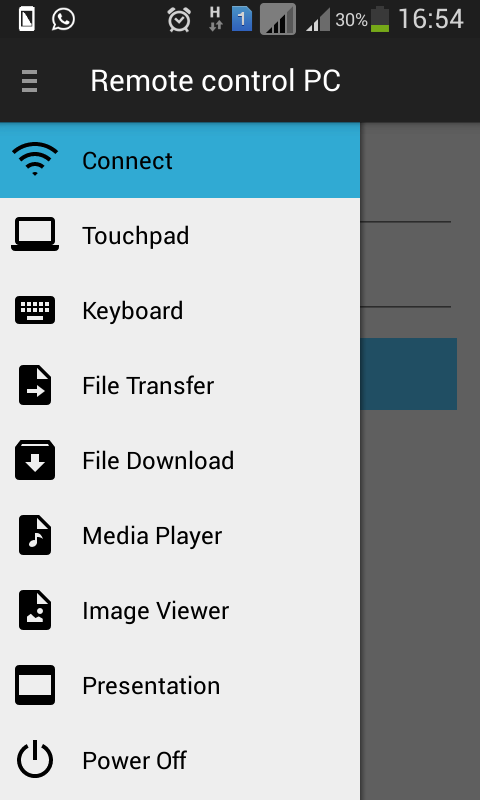 H 1 30% 16:54
Remote control PC
Connect
Touchpad
Keyboard
File Transfer
File Download
Media Player
Image Viewer
Presentation
Power Off